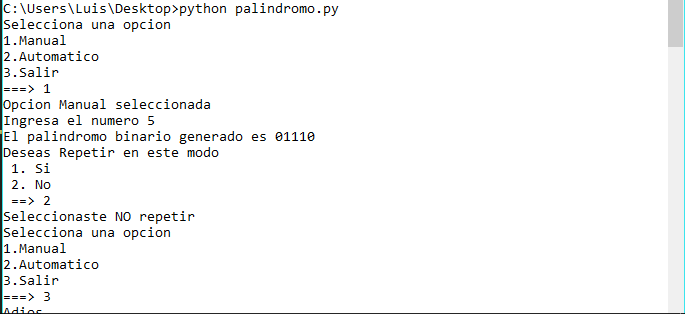 C:\Users\Luis\Desktop>python palindromo.py
Selecciona una opcion
1.Manual
2.Automatico
3.Salir
===> 1
Opcion Manual seleccionada
Ingresa el numero 5
El palindromo binario generado es 01110
Deseas Repetir en este modo
 1. Si
 2. No
 ==> 2
Seleccionaste NO repetir
Selecciona una opcion
1.Manual
2.Automatico
3.Salir
===> 3
Adios